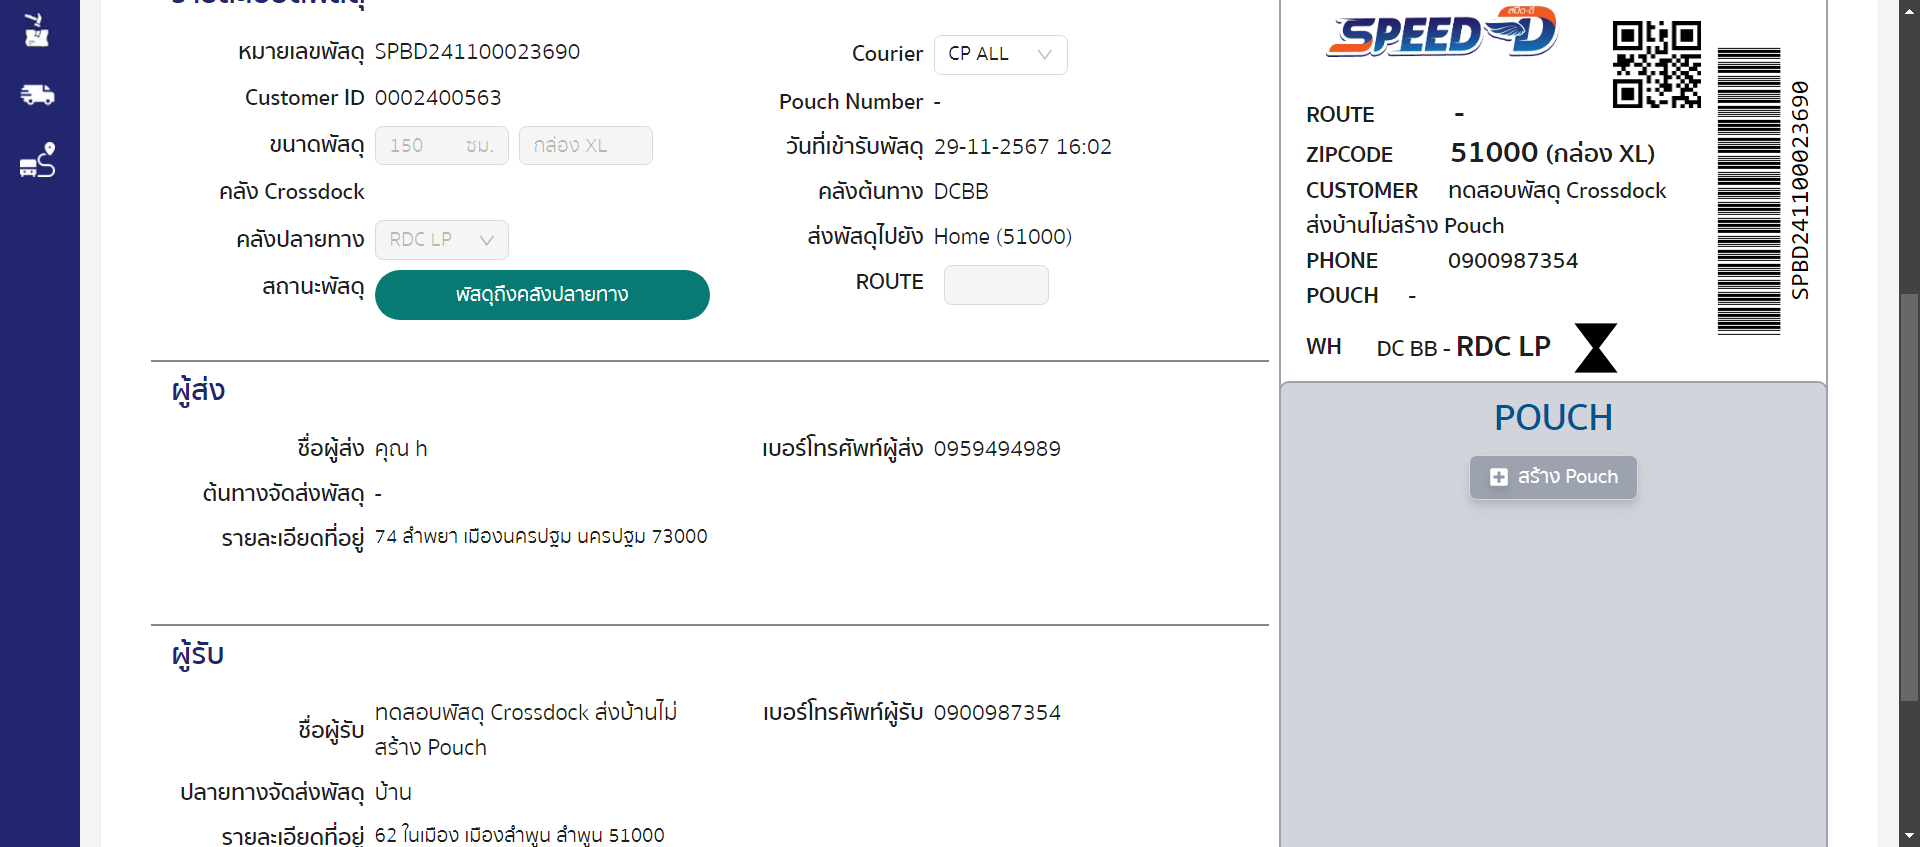 รายละเอียดพัสดุ
หมายเลขพัสดุ SPBD241100023690
Customer ID 0002400563
ขนาดพัสดุ 150 ซม. กล่อง XL
คลัง Crossdock
คลังปลายทาง RDC LP
สถานะพัสดุ พัสดุถึงคลังปลายทาง
Courier CP ALL
Pouch Number -
วันที่เข้ารับพัสดุ 29-11-2567 16:02
คลังต้นทาง DCBB
ส่งพัสดุไปยัง Home (51000)
ROUTE
ผู้ส่ง
ชื่อผู้ส่ง คุณ h
เบอร์โทรศัพท์ผู้ส่ง 0959494989
ต้นทางจัดส่งพัสดุ -
รายละเอียดที่อยู่ 74 ลำพยา เมืองนครปฐม นครปฐม 73000
ผู้รับ
ชื่อผู้รับ ทดสอบพัสดุ Crossdock ส่งบ้านไม่
สร้าง Pouch
เบอร์โทรศัพท์ผู้รับ 0900987354
ปลายทางจัดส่งพัสดุ บ้าน
รายละเอียดที่อยู่ 62 ในเมือง เมืองลำพูน ลำพูน 51000
สปีด-ดี
SPEED-D
ROUTE -
ZIPCODE 51000 (กล่อง XL)
CUSTOMER ทดสอบพัสดุ Crossdock
ส่งบ้านไม่สร้าง Pouch
PHONE 0900987354
POUCH -
WH DC BB - RDC LP
SPBD241100023690
POUCH
สร้าง Pouch